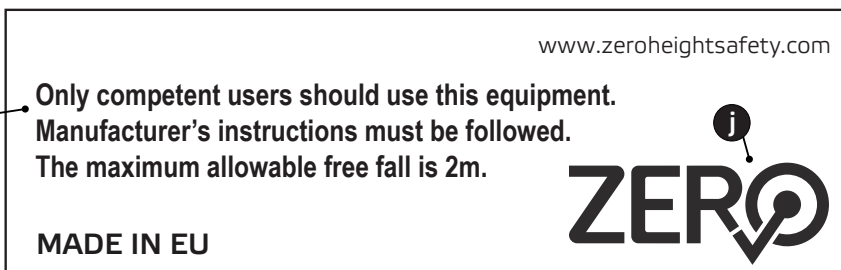 www.zeroheightsafety.com
Only competent users should use this equipment.
Manufacturer's instructions must be followed.
j
The maximum allowable free fall is 2m.
ZERO
MADE IN EU